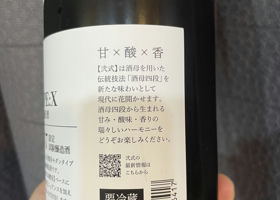 甘×酸×香
【弐式】は酒母を用いた
伝統技法「酒母四段」を
新たな味わいとして
現代に花開かせます。
酒母四段から生まれる
甘み・酸味・香りの
瑞々しいハーモニーを
どうぞお楽しみください。
弐式の
最新情報は
こちらから
要冷蔵